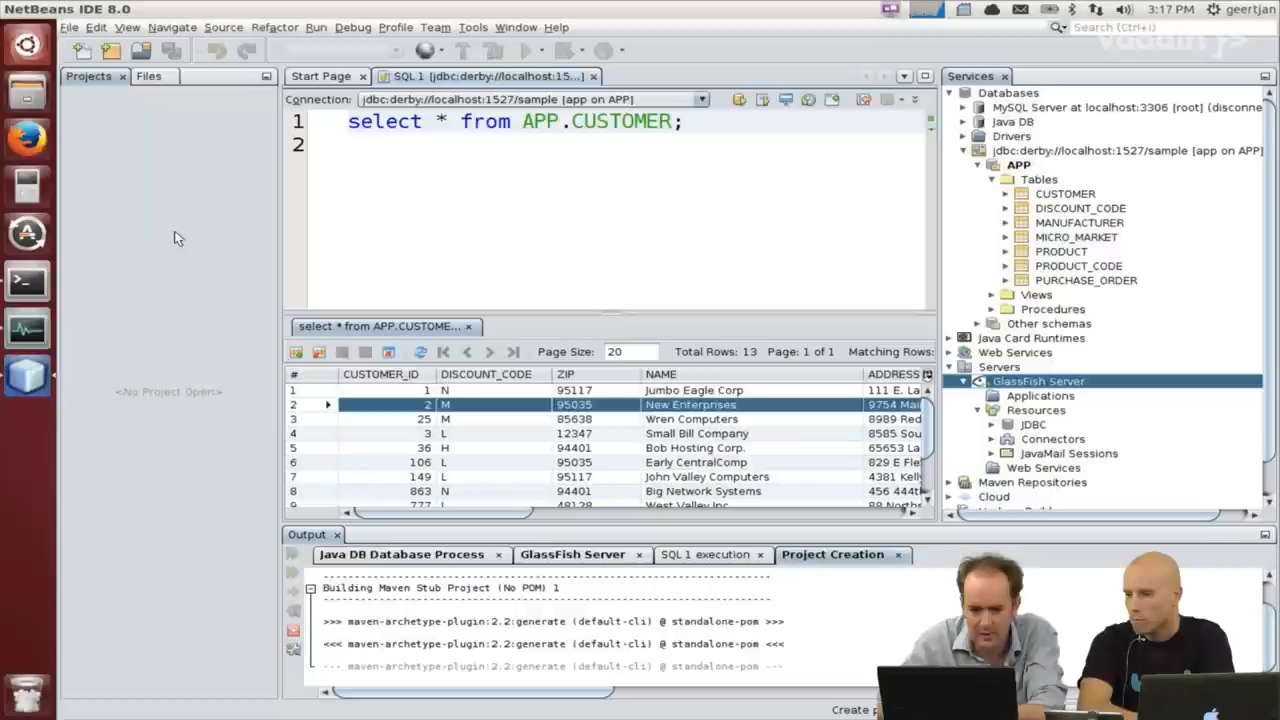 NetBeans IDE 8.0
3:17 PM geertjan
File Edit View Navigate Source Refactor Run Debug Profile Team Tools Window Help
Search (Ctrl+I)
vaadin
Projects Files
Start Page SQL 1 [jdbc:derby://localhost:15...
Services
Connection: jdbc:derby://localhost:1527/sample [app on APP]
1 select * from APP.CUSTOMER;
2
<No Project Open>
select * from APP.CUSTOME...
Page Size: 20 Total Rows: 13 Page: 1 of 1 Matching Rows:
# CUSTOMER_ID DISCOUNT_CODE ZIP NAME ADDRESS
1 1 N 95117 Jumbo Eagle Corp 111 E. La
2 2 M 95035 New Enterprises 9754 Mai
3 25 M 85638 Wren Computers 8989 Red
4 3 L 12347 Small Bill Company 8585 Sou
5 36 H 94401 Bob Hosting Corp. 65653 La
6 106 L 95035 Early CentralComp 829 E Fle
7 149 L 95117 John Valley Computers 4381 Kelly
8 863 N 94401 Big Network Systems 456 444t
9 777 L 48128 West Valley Inc. 88 Norths
Databases
MySQL Server at localhost:3306 [root] (disconne
Java DB
Drivers
jdbc:derby://localhost:1527/sample [app on APP]
APP
Tables
CUSTOMER
DISCOUNT_CODE
MANUFACTURER
MICRO_MARKET
PRODUCT
PRODUCT_CODE
PURCHASE_ORDER
Views
Procedures
Other schemas
Java Card Runtimes
Web Services
Servers
GlassFish Server
Applications
Resources
JDBC
Connectors
JavaMail Sessions
Web Services
Maven Repositories
Cloud
Output
Java DB Database Process GlassFish Server SQL 1 execution Project Creation
------------------------------------------------------------------------
Building Maven Stub Project (No POM) 1
------------------------------------------------------------------------
>>> maven-archetype-plugin:2.2:generate (default-cli) @ standalone-pom >>>
<<< maven-archetype-plugin:2.2:generate (default-cli) @ standalone-pom <<<
--- maven-archetype-plugin:2.2:generate (default-cli) @ standalone-pom ---
Create